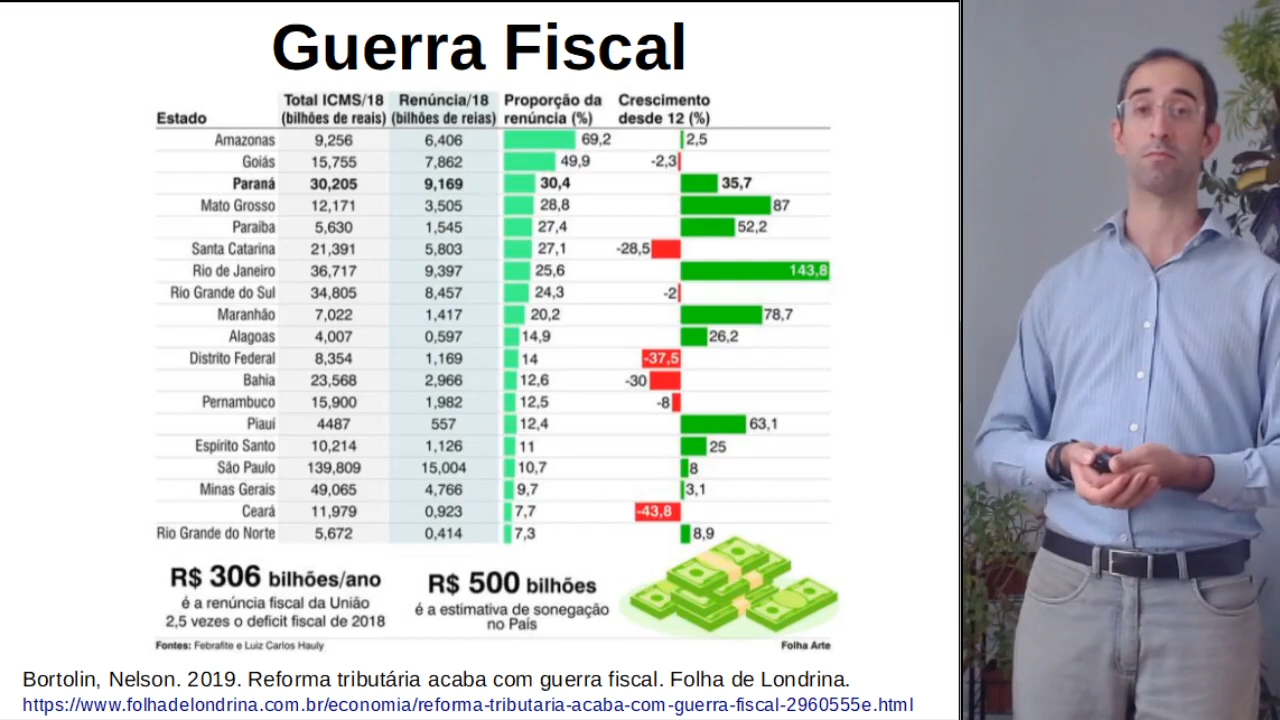 Guerra Fiscal
Estado Total ICMS/18 (bilhões de reais) Renúncia/18 (bilhões de reias) Proporção da renúncia (%) Crescimento desde 12 (%)
Amazonas 9,256 6,406 69,2 2,5
Goiás 15,755 7,862 49,9 -2,3
Paraná 30,205 9,169 30,4 35,7
Mato Grosso 12,171 3,505 28,8 87
Paraiba 5,630 1,545 27,4 52,2
Santa Catarina 21,391 5,803 27,1 -28,5
Rio de Janeiro 36,717 9,397 25,6 143,8
Rio Grande do Sul 34,805 8,457 24,3 -2
Maranhão 7,022 1,417 20,2 78,7
Alagoas 4,007 0,597 14,9 26,2
Distrito Federal 8,354 1,169 14 -37,5
Bahia 23,568 2,966 12,6 -30
Pernambuco 15,900 1,982 12,5 -8
Piauí 4487 557 12,4 63,1
Espírito Santo 10,214 1,126 11 25
São Paulo 139,809 15,004 10,7 8
Minas Gerais 49,065 4,766 9,7 3,1
Ceará 11,979 0,923 7,7 -43,8
Rio Grande do Norte 5,672 0,414 7,3 8,9
R$ 306 bilhões/ano
é a renúncia fiscal da União
2,5 vezes o deficit fiscal de 2018
R$ 500 bilhões
é a estimativa de sonegação
no País
Fontes: Febrafite e Luiz Carlos Hauly
Folha Arte
Bortolin, Nelson. 2019. Reforma tributária acaba com guerra fiscal. Folha de Londrina.
https://www.folhadelondrina.com.br/economia/reforma-tributaria-acaba-com-guerra-fiscal-2960555e.html